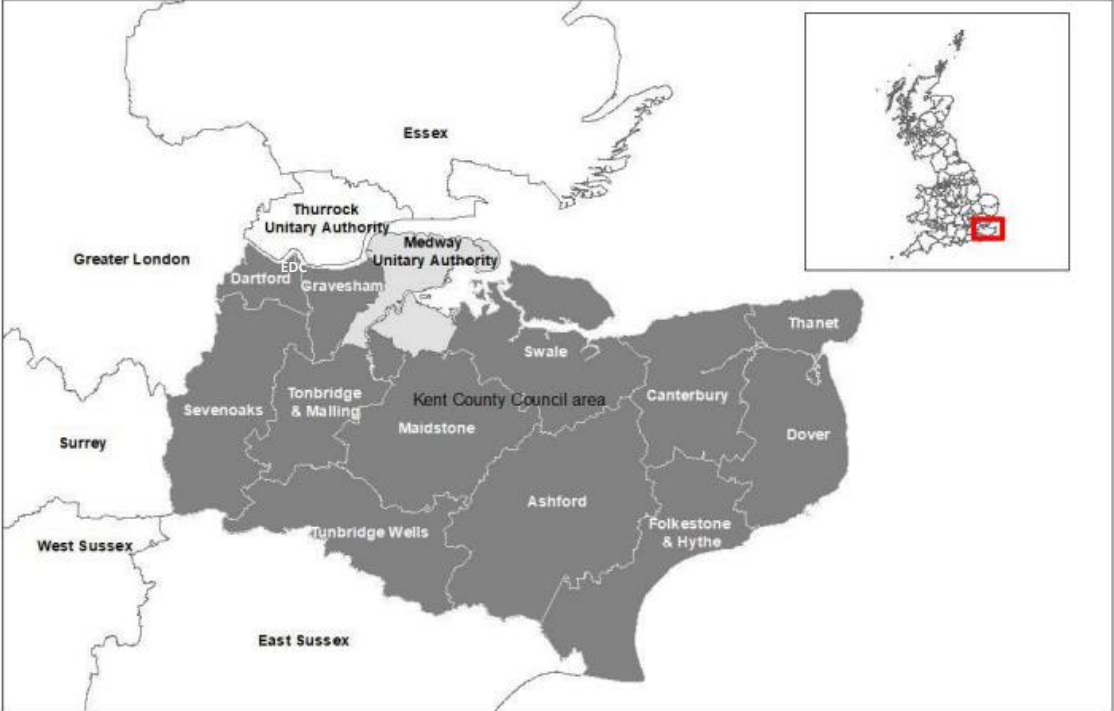 Essex
Thurrock
Unitary Authority
Medway
Unitary Authority
Greater London
EDC
Dartford
Gravesham
Thanet
Swale
Sevenoaks
Tonbridge
& Malling
Kent County Council area
Canterbury
Maidstone
Dover
Surrey
Ashford
Folkestone
& Hythe
Tunbridge Wells
West Sussex
East Sussex